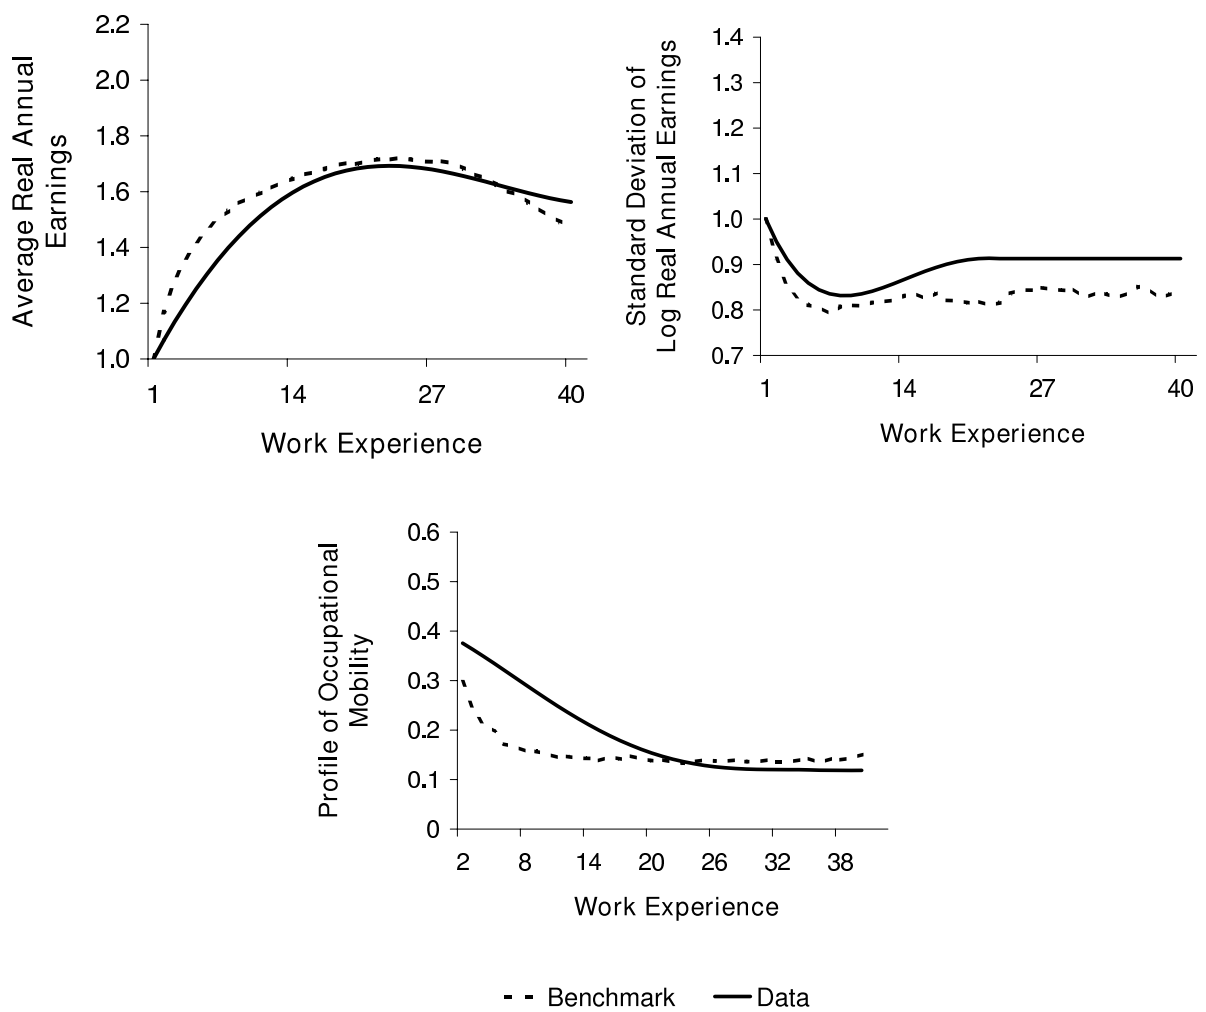 Average Real Annual
Earnings
2.2
2.0
1.8
1.6
1.4
1.2
1.0
1 14 27 40
Work Experience
Standard Deviation of
Log Real Annual Earnings
1.4
1.3
1.2
1.1
1.0
0.9
0.8
0.7
1 14 27 40
Work Experience
Profile of Occupational
Mobility
0.6
0.5
0.4
0.3
0.2
0.1
0
2 8 14 20 26 32 38
Work Experience
Benchmark Data